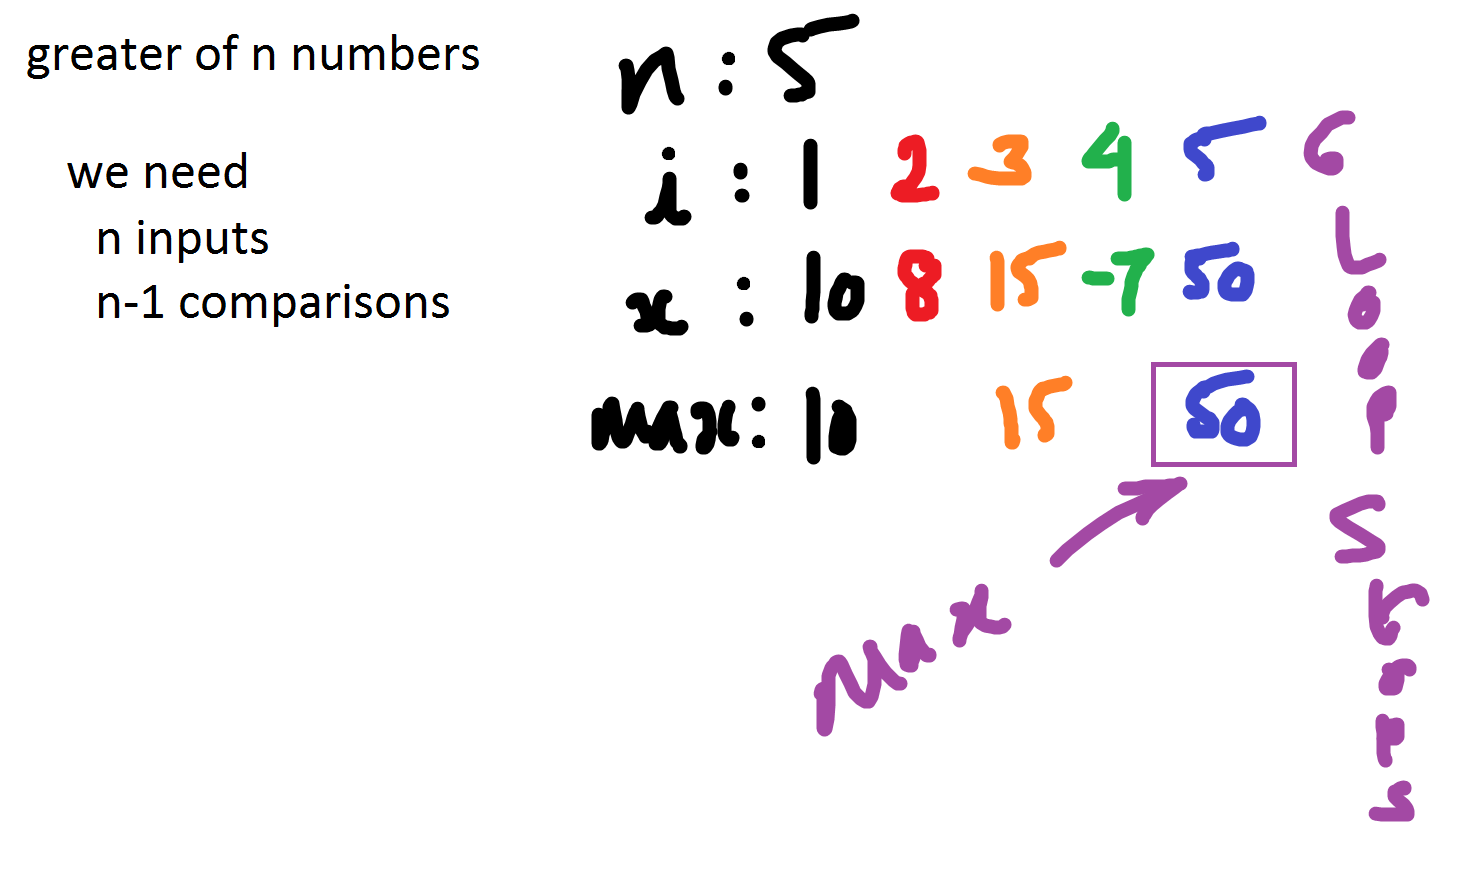 greater of n numbers
n : 5
i : 1 2 3 4 5 6
we need
n inputs
n-1 comparisons
x : 10 8 15 -7 50
max: 10 15 50
Max
Loop
Stops